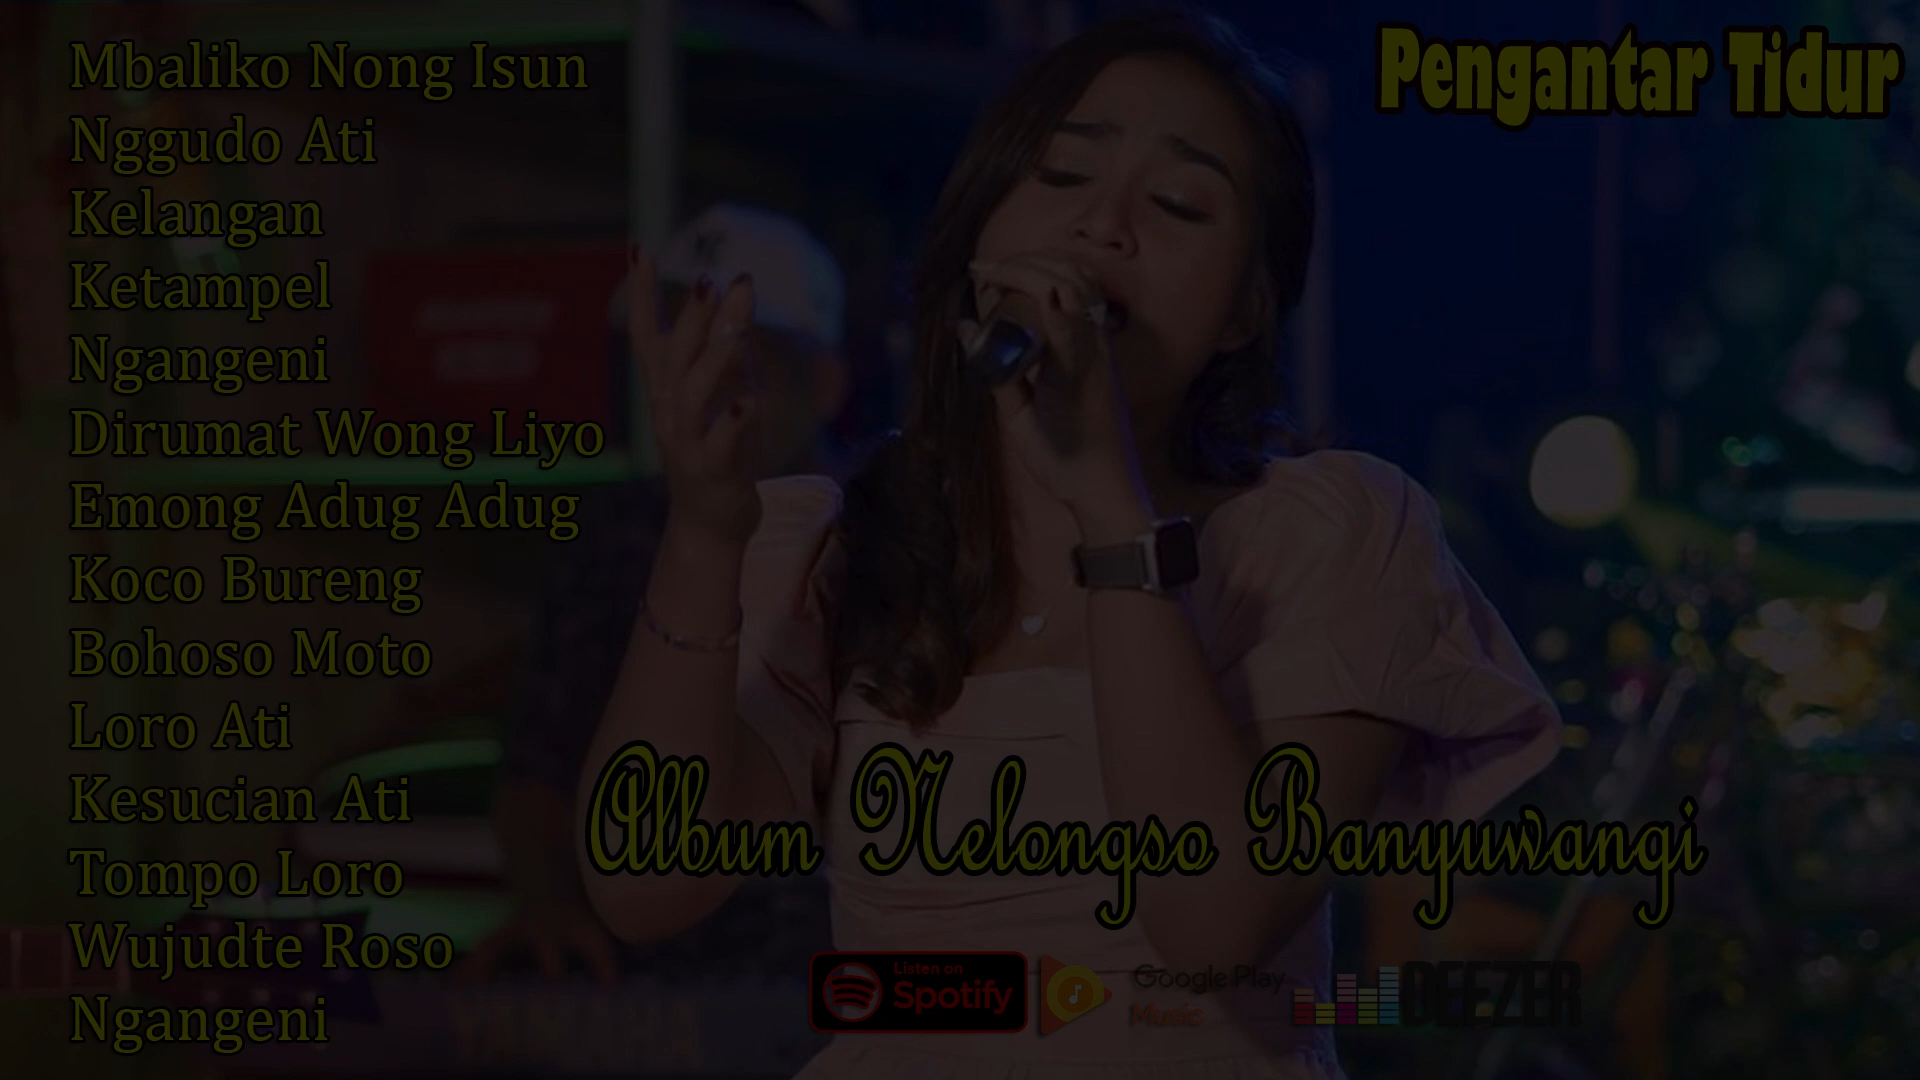 Pengantar Tidur
Mbaliko Nong Isun
Nggudo Ati
Kelangan
Ketampel
Ngangeni
Dirumat Wong Liyo
Emong Adug Adug
Koco Bureng
Bohoso Moto
Loro Ati
Kesucian Ati
Tompo Loro
Wujudte Roso
Ngangeni
Album Nelongso Banyuwangi
Listen on
Spotify
Google Play
Music
DEEZER
YAMAHA